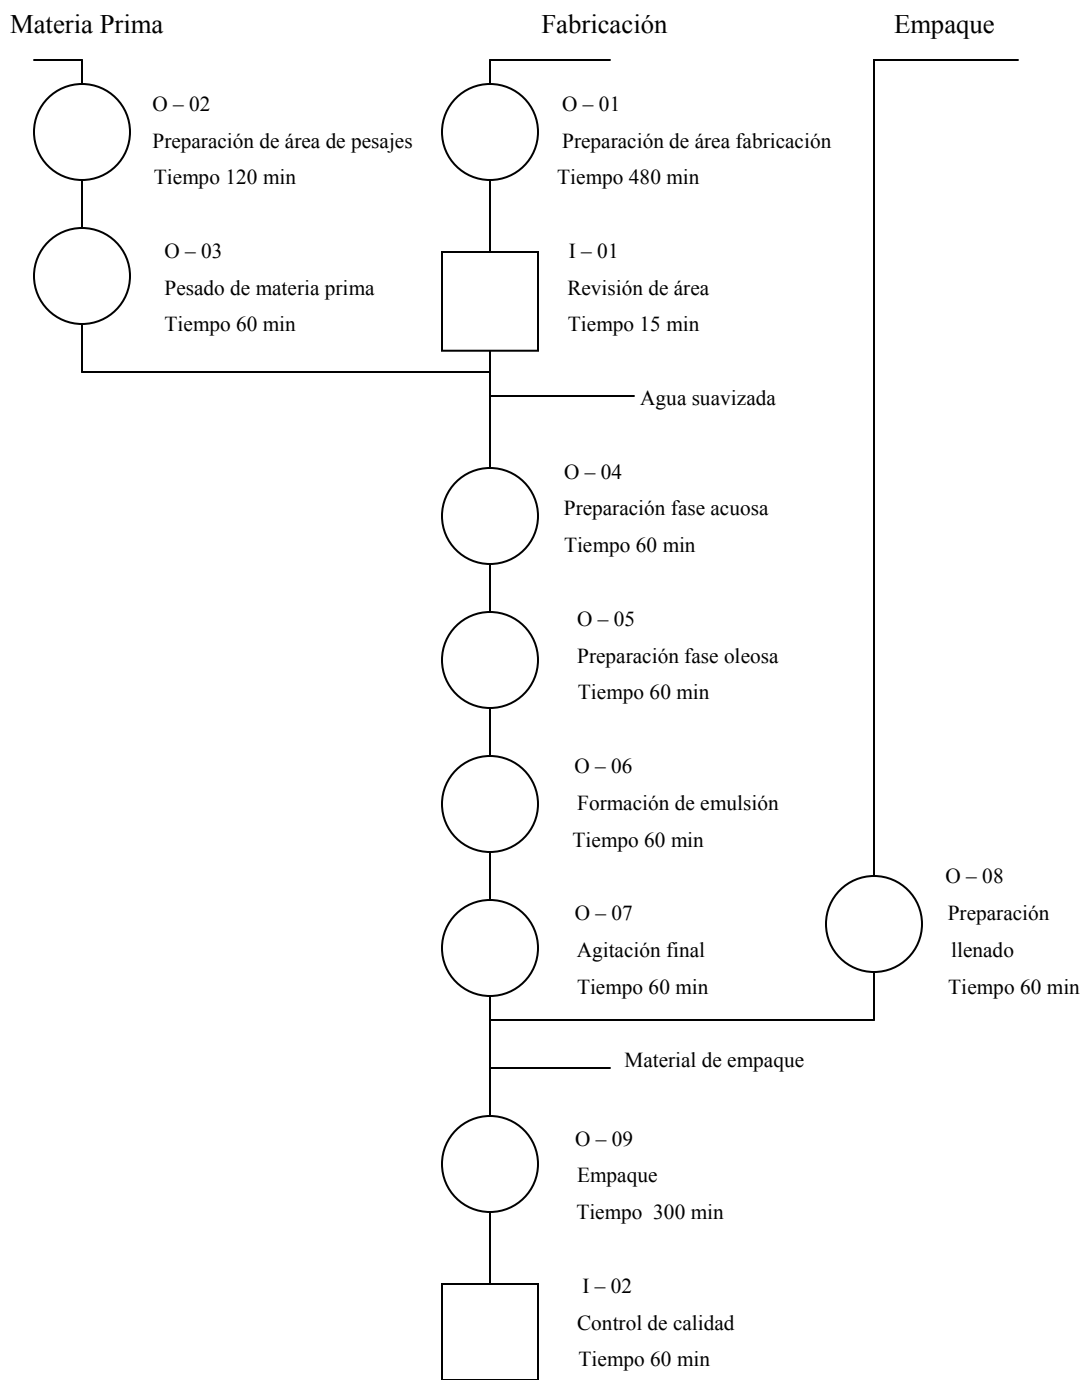 Materia Prima
Fabricación
Empaque
O – 02
Preparación de área de pesajes
Tiempo 120 min
O – 01
Preparación de área fabricación
Tiempo 480 min
O – 03
Pesado de materia prima
Tiempo 60 min
I – 01
Revisión de área
Tiempo 15 min
Agua suavizada
O – 04
Preparación fase acuosa
Tiempo 60 min
O – 05
Preparación fase oleosa
Tiempo 60 min
O – 06
Formación de emulsión
Tiempo 60 min
O – 07
Agitación final
Tiempo 60 min
O – 08
Preparación
llenado
Tiempo 60 min
Material de empaque
O – 09
Empaque
Tiempo 300 min
I – 02
Control de calidad
Tiempo 60 min